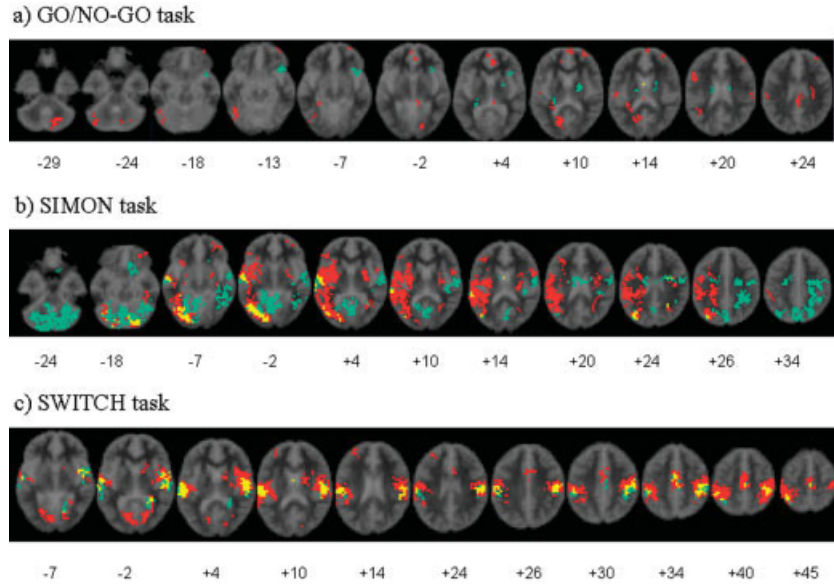 a) GO/NO-GO task
-29 -24 -18 -13 -7 -2 +4 +10 +14 +20 +24
b) SIMON task
-24 -18 -7 -2 +4 +10 +14 +20 +24 +26 +34
c) SWITCH task
-7 -2 +4 +10 +14 +24 +26 +30 +34 +40 +45